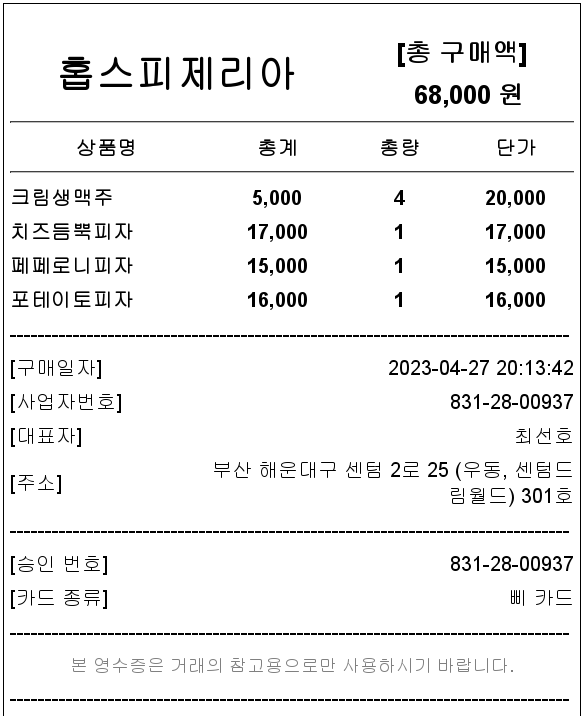 홉스피제리아
[총 구매액]
68,000 원
상품명 총계 총량 단가
크림생맥주 5,000 4 20,000
치즈듬뿍피자 17,000 1 17,000
페페로니피자 15,000 1 15,000
포테이토피자 16,000 1 16,000
[구매일자] 2023-04-27 20:13:42
[사업자번호] 831-28-00937
[대표자] 최선호
[주소] 부산 해운대구 센텀 2로 25 (우동, 센텀드
림월드) 301호
[승인 번호] 831-28-00937
[카드 종류] 삐 카드
본 영수증은 거래의 참고용으로만 사용하시기 바랍니다.